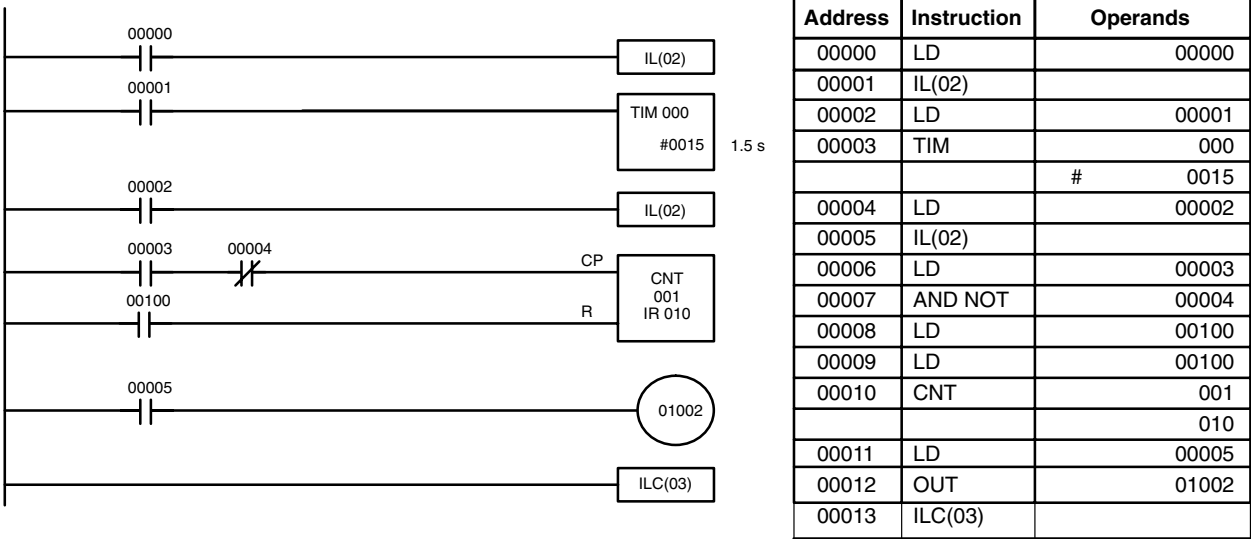 00000
IL(02)
00001
TIM 000
#0015 1.5 s
00002
IL(02)
00003 00004
CP
CNT
001
IR 010
00100
R
00005
01002
ILC(03)
Address Instruction Operands
00000 LD 00000
00001 IL(02)
00002 LD 00001
00003 TIM 000
# 0015
00004 LD 00002
00005 IL(02)
00006 LD 00003
00007 AND NOT 00004
00008 LD 00100
00009 LD 00100
00010 CNT 001
010
00011 LD 00005
00012 OUT 01002
00013 ILC(03)